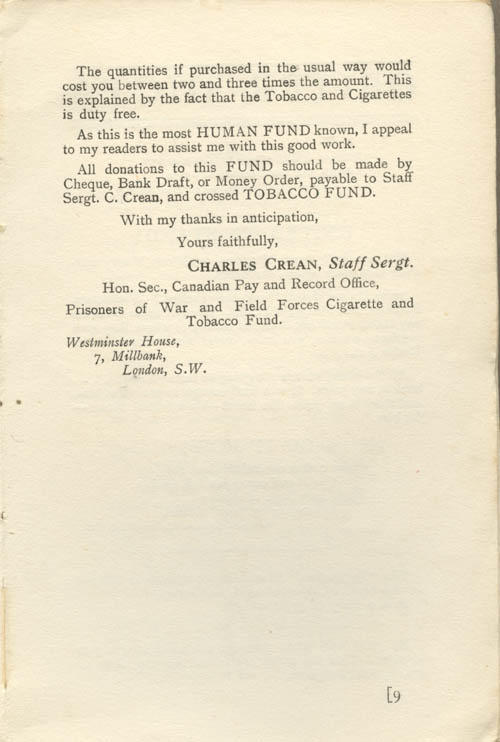 The quantities if purchased in the usual way would
cost you between two and three times the amount. This
is explained by the fact that the Tobacco and Cigarettes
is duty free.
As this is the most HUMAN FUND known, I appeal
to my readers to assist me with this good work.
All donations to this FUND should be made by
Cheque, Bank Draft, or Money Order, payable to Staff
Sergt. C. Crean, and crossed TOBACCO FUND.
With my thanks in anticipation,
Yours faithfully,
CHARLES CREAN, Staff Sergt.
Hon. Sec., Canadian Pay and Record Office,
Prisoners of War and Field Forces Cigarette and
Tobacco Fund.
Westminster House,
7, Millbank,
London, S.W.
[9